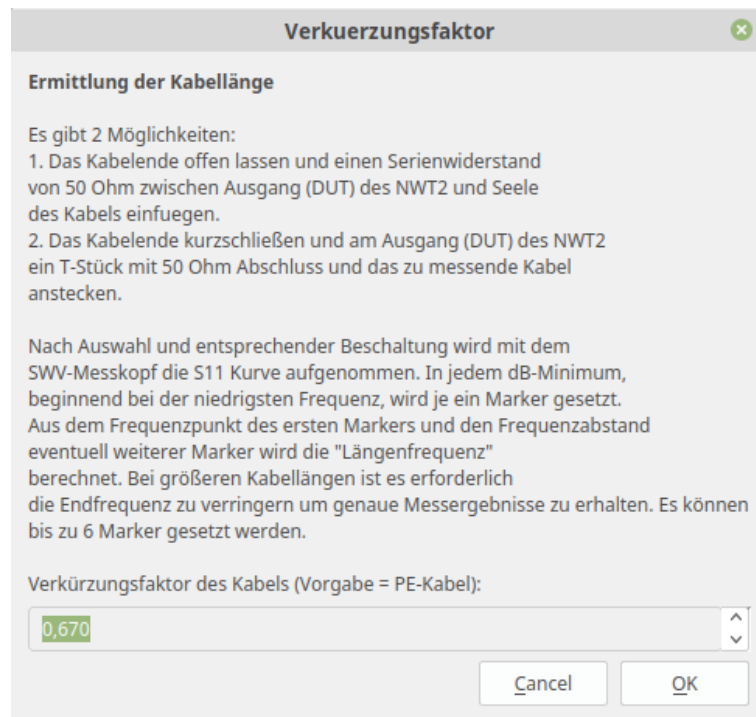 Verkuerzungsfaktor
Ermittlung der Kabellänge
Es gibt 2 Möglichkeiten:
1. Das Kabelende offen lassen und einen Serienwiderstand
von 50 Ohm zwischen Ausgang (DUT) des NWT2 und Seele
des Kabels einfuegen.
2. Das Kabelende kurzschließen und am Ausgang (DUT) des NWT2
ein T-Stück mit 50 Ohm Abschluss und das zu messende Kabel
anstecken.
Nach Auswahl und entsprechender Beschaltung wird mit dem
SWV-Messkopf die S11 Kurve aufgenommen. In jedem dB-Minimum,
beginnend bei der niedrigsten Frequenz, wird je ein Marker gesetzt.
Aus dem Frequenzpunkt des ersten Markers und den Frequenzabstand
eventuell weiterer Marker wird die "Längenfrequenz"
berechnet. Bei größeren Kabellängen ist es erforderlich
die Endfrequenz zu verringern um genaue Messergebnisse zu erhalten. Es können
bis zu 6 Marker gesetzt werden.
Verkürzungsfaktor des Kabels (Vorgabe = PE-Kabel):
0,670
Cancel
OK